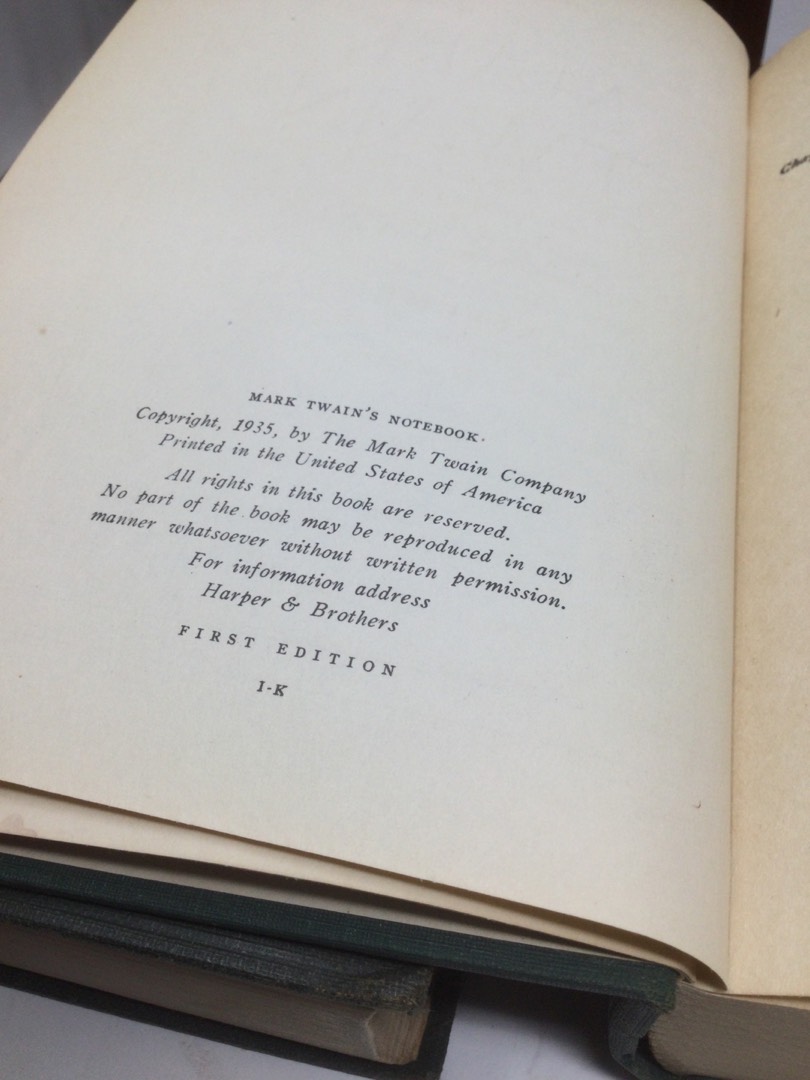 MARK TWAIN'S NOTEBOOK
Copyright, 1935, by The Mark Twain Company
Printed in the United States of America
All rights in this book are reserved.
No part of the book may be reproduced in any
manner whatsoever without written permission.
For information address
Harper & Brothers
FIRST EDITION
I-K